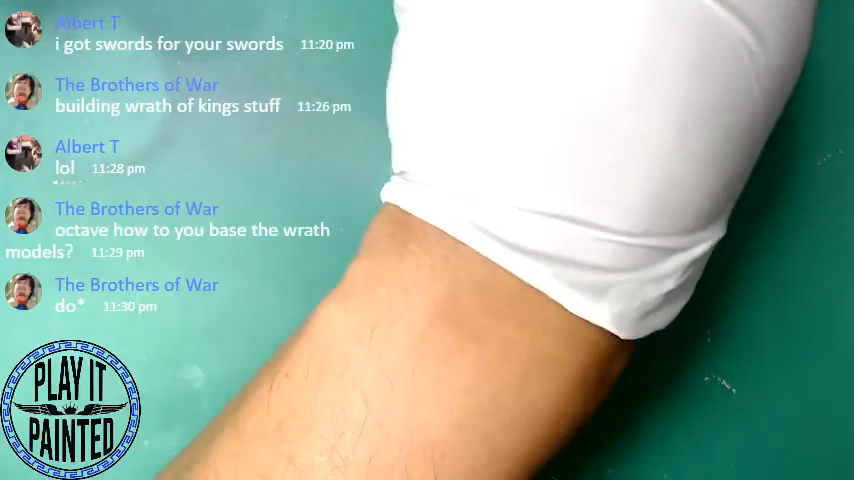 Albert T
i got swords for your swords 11:20 pm
The Brothers of War
building wrath of kings stuff 11:26 pm
Albert T
lol 11:28 pm
The Brothers of War
octave how to you base the wrath
models? 11:29 pm
The Brothers of War
do* 11:30 pm
PLAY IT
PAINTED